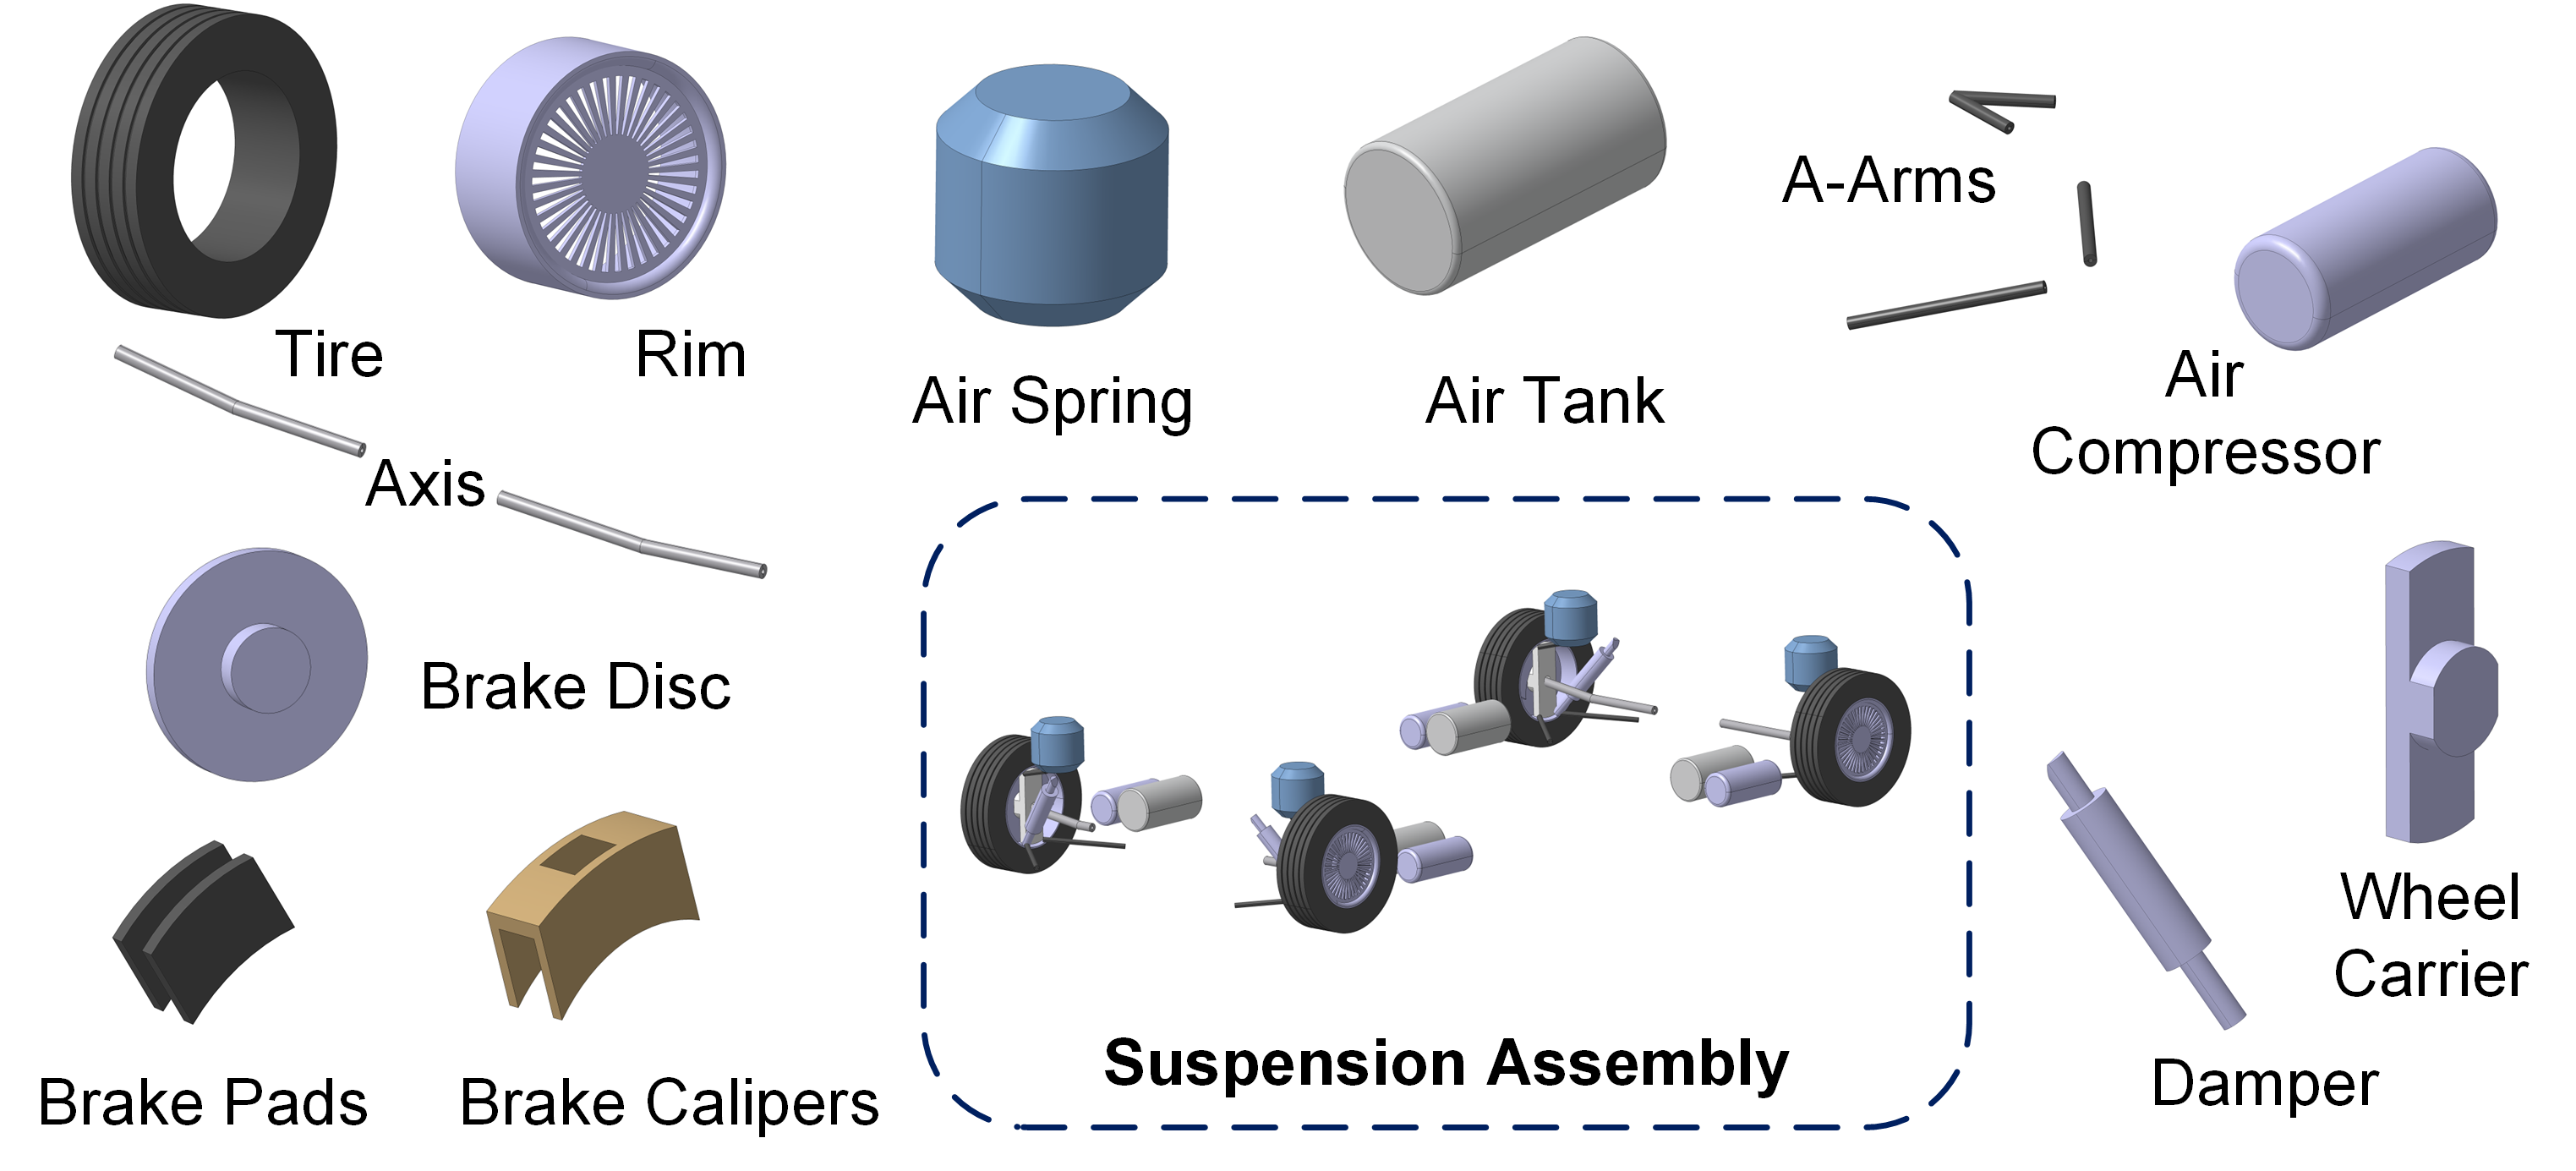 Tire
Rim
Air Spring
Air Tank
A-Arms
Air
Compressor
Axis
Brake Disc
Brake Pads
Brake Calipers
Suspension Assembly
Damper
Wheel
Carrier